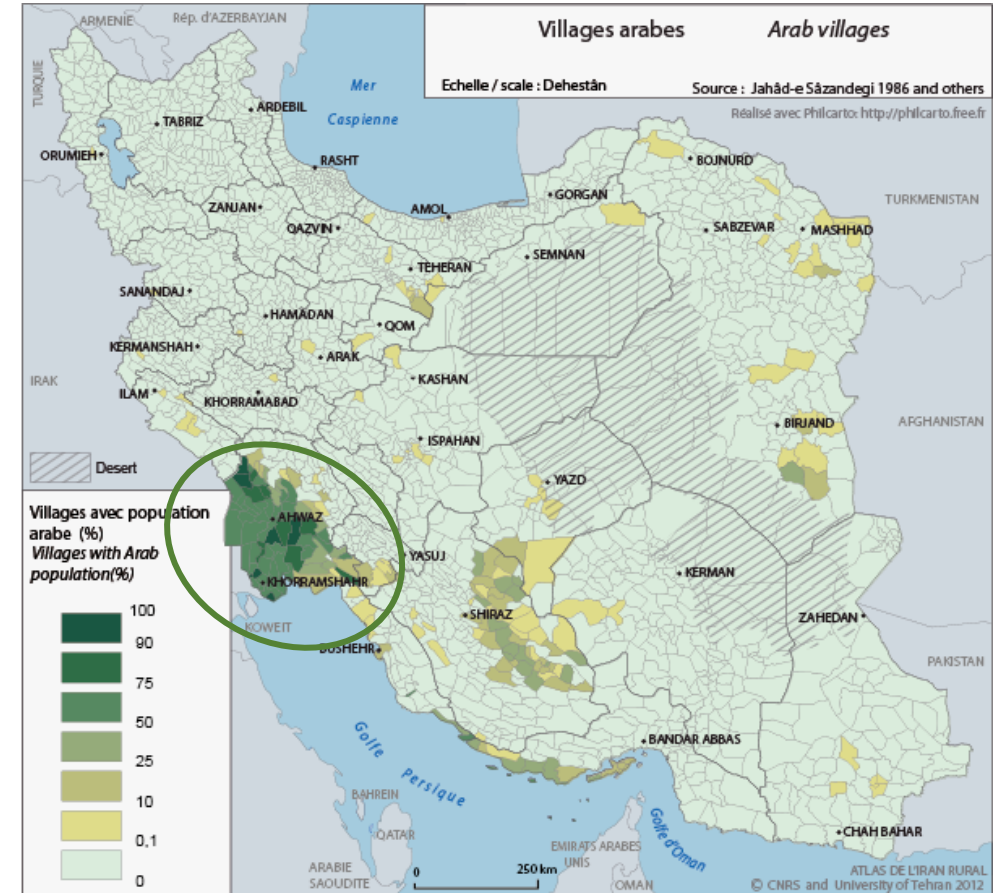 Villages arabes Arab villages
Echelle / scale : Dehestân Source : Jahâd-e Sâzandegi 1986 and others
Réalisé avec Philcarto: http://philcarto.free.fr
ARMENIE
Rép. d'AZERBAYJAN
TURQUIE
Mer
Caspienne
ARDEBIL
TABRIZ
ORUMIEH
RASHT
BOJNURD
TURKMENISTAN
GORGAN
ZANJAN
AMOL
QAZVIN
SABZEVAR
MASHHAD
SEMNAN
TEHERAN
SANANDAJ
HAMADAN
QOM
KERMANSHAH
ARAK
KASHAN
IRAK
ILAM
KHORRAMABAD
BIRJAND
AFGHANISTAN
ISPAHAN
Desert
YAZD
Villages avec population
arabe (%)
Villages with Arab
population(%)
100
90
75
50
25
10
0,1
0
AHWAZ
YASUJ
KERMAN
KHORRAMSHAHR
SHIRAZ
ZAHEDAN
KOWEIT
BUSHEHR
PAKISTAN
Golfe Persique
BANDAR ABBAS
BAHREIN
QATAR
Golfe d'Oman
EMIRATS ARABES
UNIS
CHAH BAHAR
ARABIE
SAOUDITE
0 250 km
OMAN
ATLAS DE L'IRAN RURAL
© CNRS and University of Tehran 2012